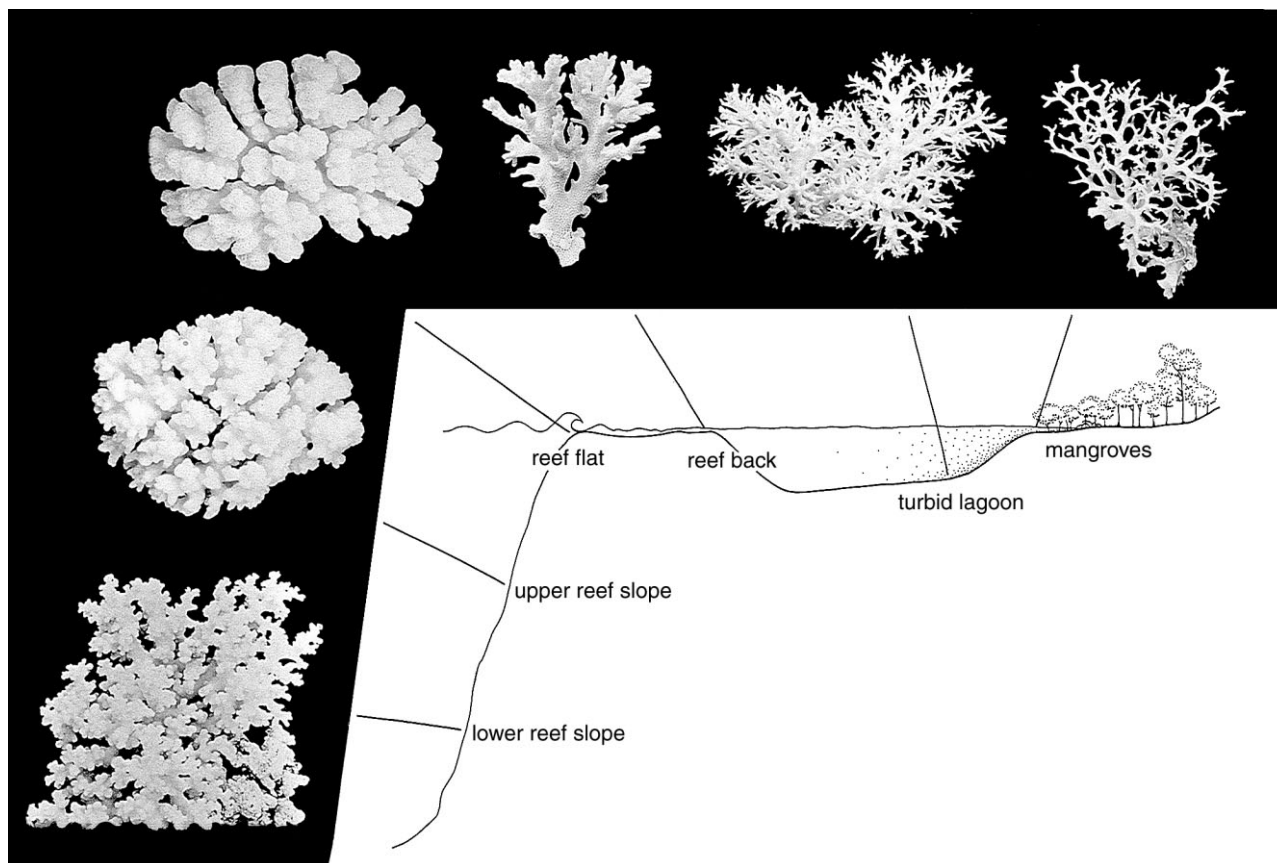 reef flat
reef back
mangroves
turbid lagoon
upper reef slope
lower reef slope